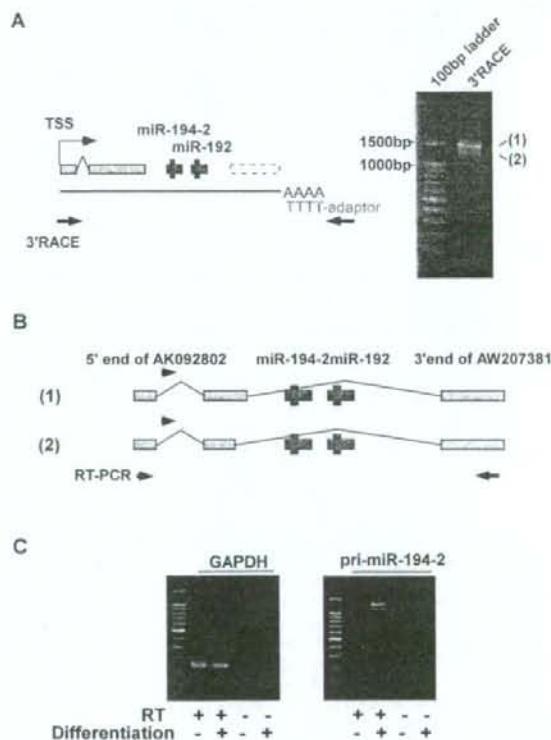 A
100bp ladder
3'RACE
TSS
miR-194-2
miR-192
1500bp
(1)
1000bp
(2)
AAAA
TTTT-adaptor
3'RACE
B
5' end of AK092802 miR-194-2miR-192 3'end of AW207381
(1)
(2)
RT-PCR
C
GAPDH pri-miR-194-2
RT + + - - + + - -
Differentiation - + - + - + - +